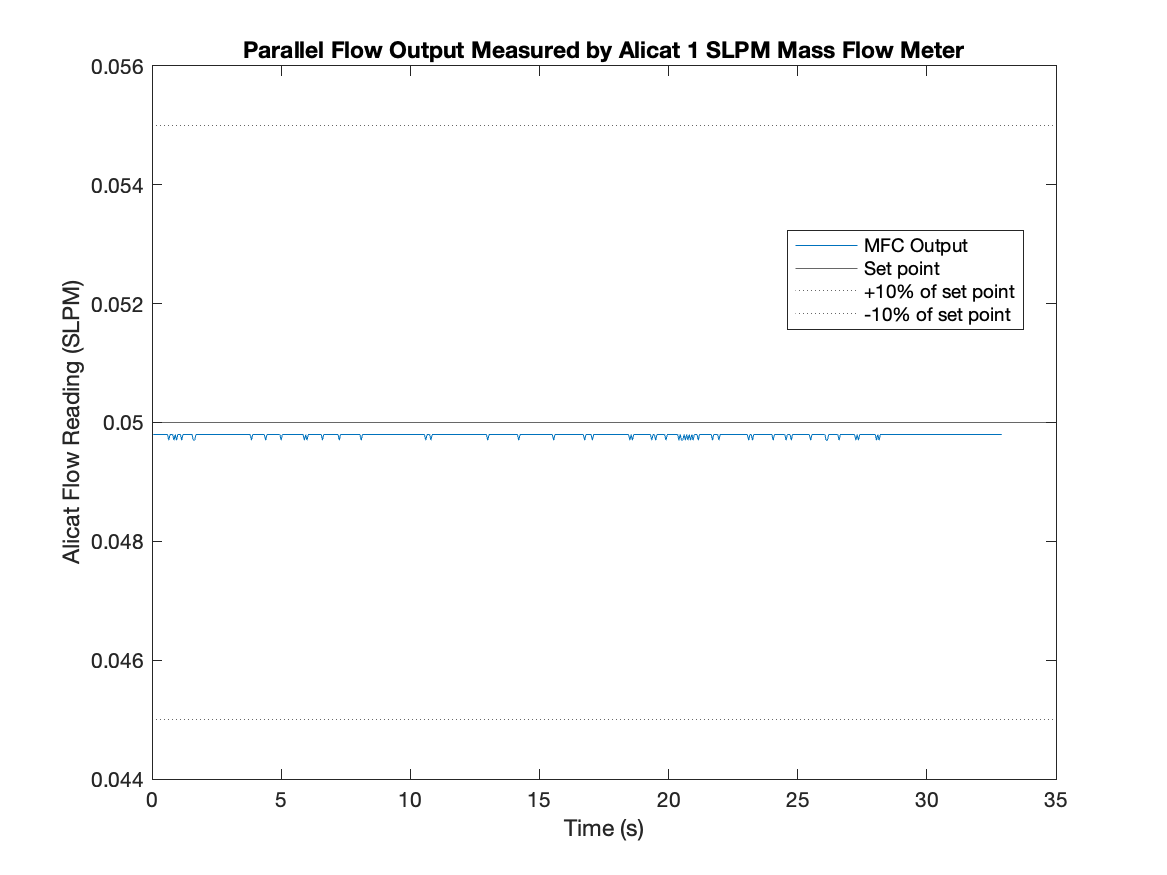 Parallel Flow Output Measured by Alicat 1 SLPM Mass Flow Meter
0.056
0.054
0.052
0.05
0.048
0.046
0.044
Alicat Flow Reading (SLPM)
MFC Output
Set point
+10% of set point
-10% of set point
0 5 10 15 20 25 30 35
Time (s)